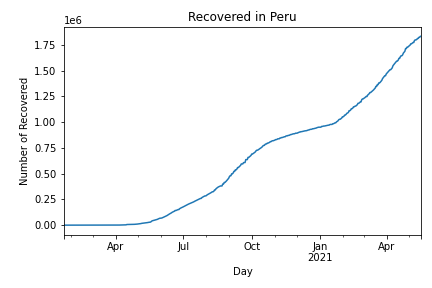 Recovered in Peru
1e6
1.75
1.50
1.25
1.00
0.75
0.50
0.25
0.00
Number of Recovered
Apr Jul Oct Jan Apr
2021
Day